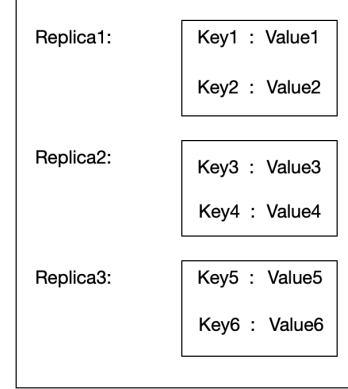 Replica1:
Key1 : Value1
Key2 : Value2
Replica2:
Key3 : Value3
Key4 : Value4
Replica3:
Key5 : Value5
Key6 : Value6